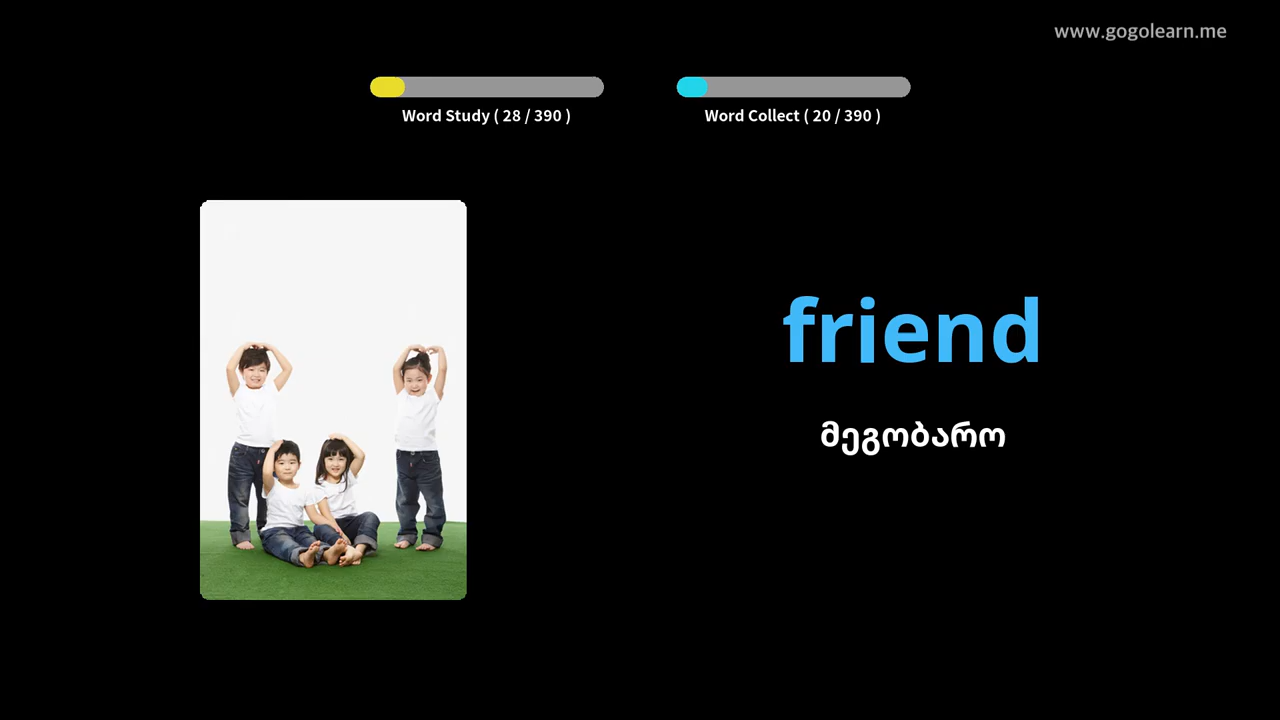 www.gogolearn.me
Word Study ( 28 / 390 )
Word Collect ( 20 / 390 )
friend
მეგობარო